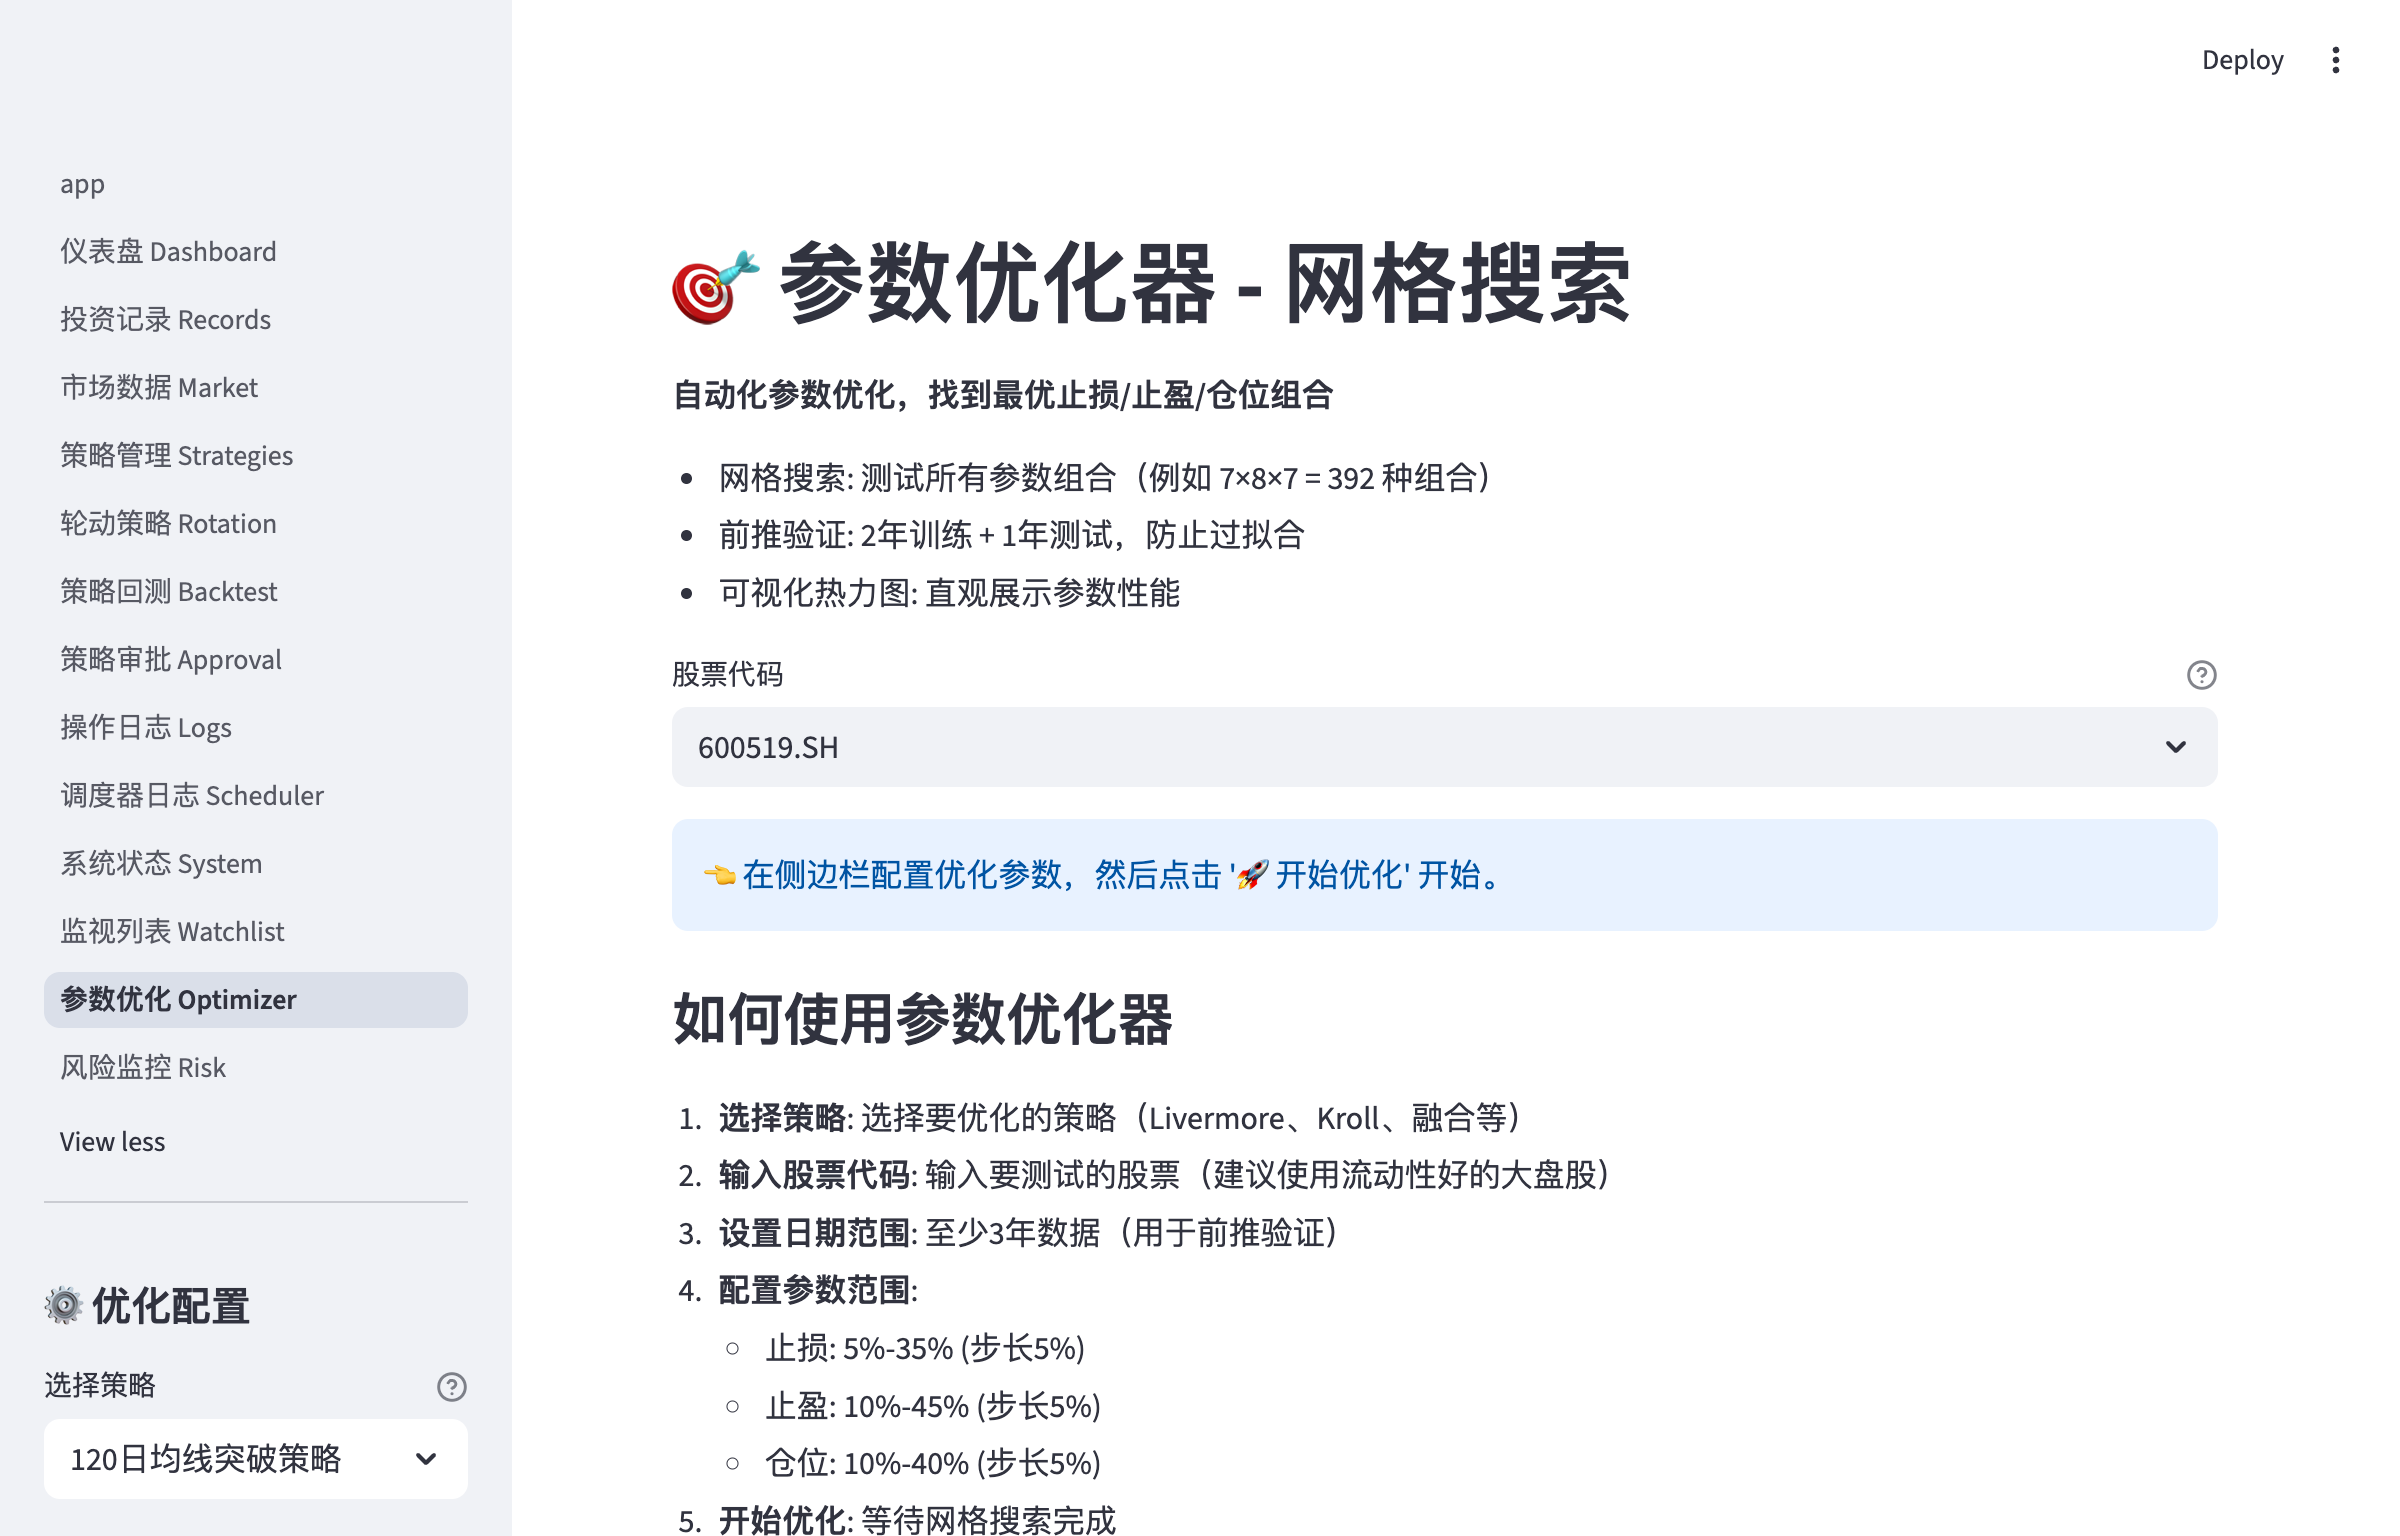 Deploy
app
仪表盘 Dashboard
投资记录 Records
市场数据 Market
策略管理 Strategies
轮动策略 Rotation
策略回测 Backtest
策略审批 Approval
操作日志 Logs
调度器日志 Scheduler
系统状态 System
监视列表 Watchlist
参数优化 Optimizer
风险监控 Risk
View less
⚙️ 优化配置
选择策略
120日均线突破策略
🎯 参数优化器 - 网格搜索
自动化参数优化，找到最优止损/止盈/仓位组合
• 网格搜索: 测试所有参数组合（例如 7×8×7 = 392 种组合）
• 前推验证: 2年训练 + 1年测试，防止过拟合
• 可视化热力图: 直观展示参数性能
股票代码
600519.SH
👈 在侧边栏配置优化参数，然后点击 '🚀 开始优化' 开始。
如何使用参数优化器
1. 选择策略: 选择要优化的策略（Livermore、Kroll、融合等）
2. 输入股票代码: 输入要测试的股票（建议使用流动性好的大盘股）
3. 设置日期范围: 至少3年数据（用于前推验证）
4. 配置参数范围:
○ 止损: 5%-35% (步长5%)
○ 止盈: 10%-45% (步长5%)
○ 仓位: 10%-40% (步长5%)
5. 开始优化: 等待网格搜索完成